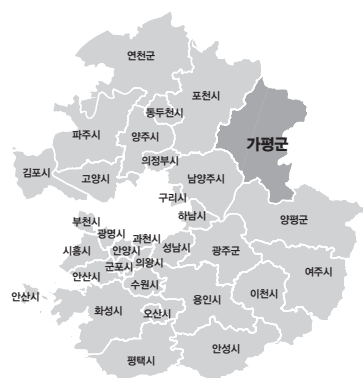 연천군
포천시
동두천시
가평군
파주시
양주시
의정부시
김포시
고양시
남양주시
구리시
하남시
양평군
부천시
광명시
과천시
시흥시
안양시
성남시
광주군
군포시
의왕시
여주시
안산시
수원시
안산시
용인시
이천시
화성시
오산시
안성시
평택시